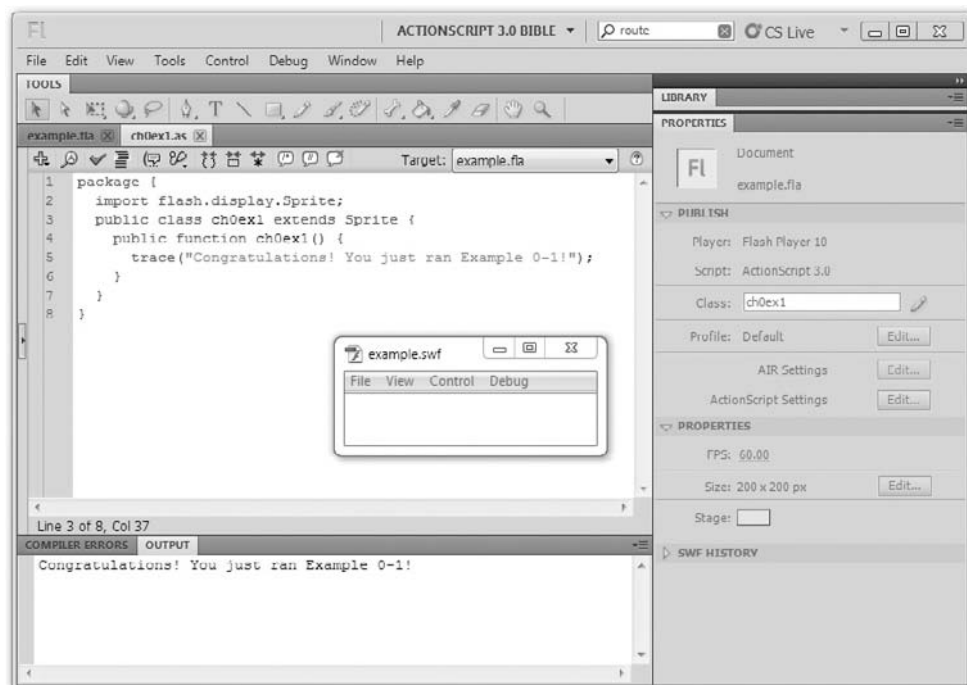 Fl ACTIONSCRIPT 3.0 BIBLE route CS Live
File Edit View Tools Control Debug Window Help
TOOLS
example.fla ch0ex1.as
Target: example.fla
1 package {
2 import flash.display.Sprite;
3 public class ch0ex1 extends Sprite {
4 public function ch0ex1() {
5 trace("Congratulations! You just ran Example 0-1!");
6 }
7 }
8 }
example.swf
File View Control Debug
Line 3 of 8, Col 37
COMPILER ERRORS OUTPUT
Congratulations! You just ran Example 0-1!
LIBRARY
PROPERTIES
Fl
Document
example.fla
PUBLISH
Player: Flash Player 10
Script: ActionScript 3.0
Class: ch0ex1
Profile: Default Edit...
AIR Settings Edit...
ActionScript Settings Edit...
PROPERTIES
FPS: 60.00
Size: 200 x 200 px Edit...
Stage:
SWF HISTORY